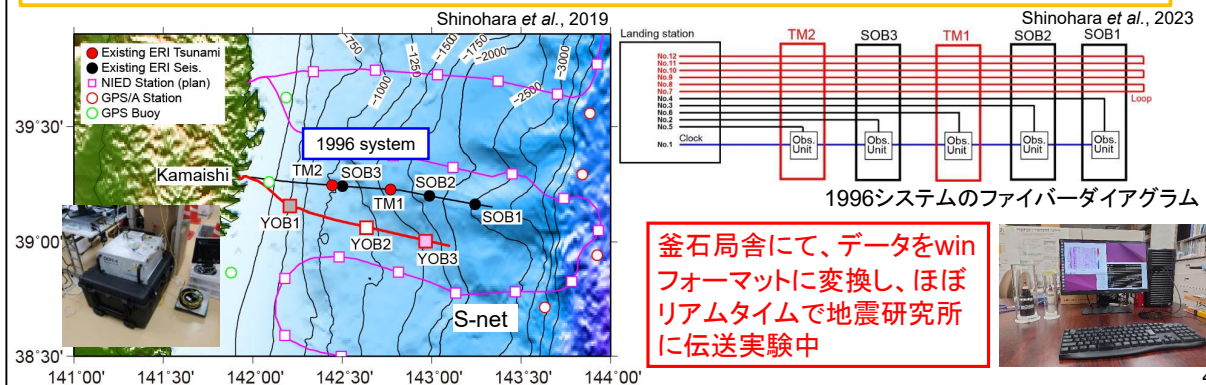 Shinohara et al., 2019
Existing ERI Tsunami
Existing ERI Seis.
NIED Station (plan)
GPS/A Station
GPS Buoy
-750
-1000
-1250
-1500
-1750
-2000
-2500
-3000
1996 system
Kamaishi
TM2
SOB3
TM1
SOB2
SOB1
YOB1
YOB2
YOB3
S-net
39°30'
39°00'
38°30'
141°00' 141°30' 142°00' 142°30' 143°00' 143°30' 144°00'
Shinohara et al., 2023
Landing station
TM2 SOB3 TM1 SOB2 SOB1
No.12
No.11
No.10
No.9
No.8
No.7
No.4
No.3
No.6
No.2
No.5
No.1
Clock
Loop
Obs. Unit
Obs. Unit
Obs. Unit
Obs. Unit
Obs. Unit
1996システムのファイバーダイアグラム
釜石局舎にて、データをwin
フォーマットに変換し、ほぼ
リアムタイムで地震研究所
に伝送実験中